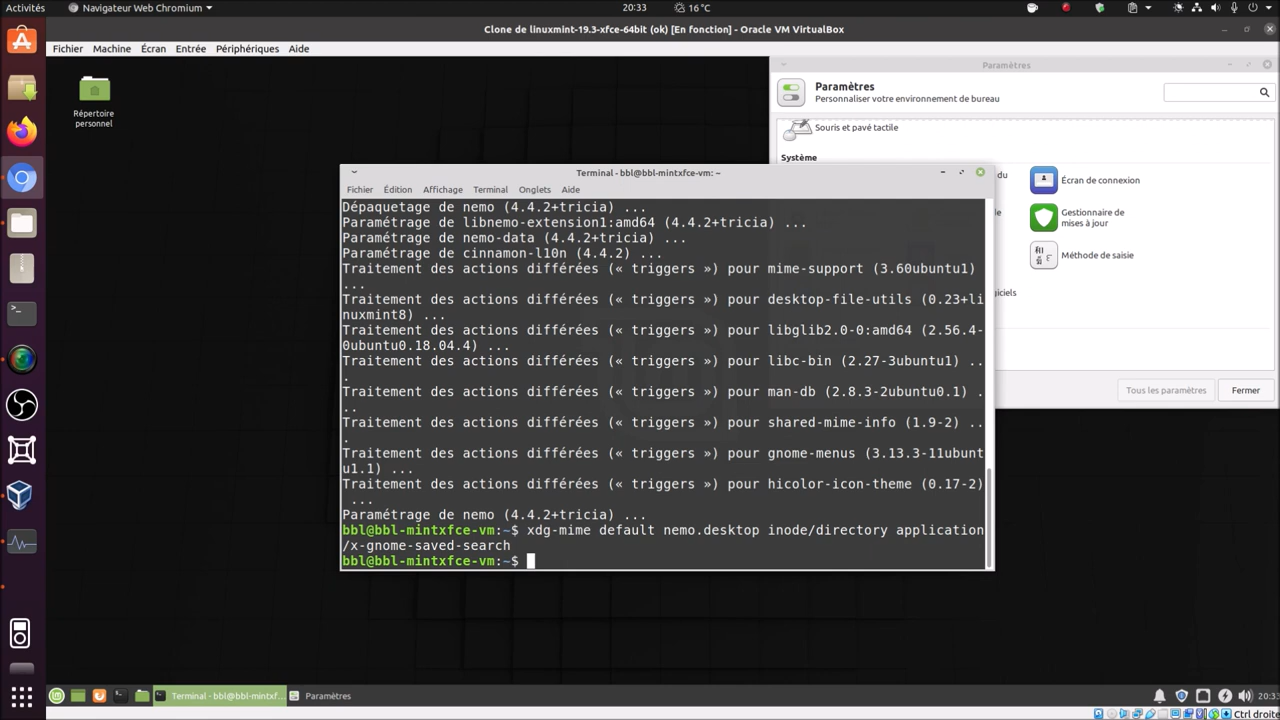 Activités
Navigateur Web Chromium
20:33
16 °C
Clone de linuxmint-19.3-xfce-64bit (ok) [En fonction] - Oracle VM VirtualBox
Fichier Machine Écran Entrée Périphériques Aide
Répertoire
personnel
Paramètres
Paramètres
Personnaliser votre environnement de bureau
Souris et pavé tactile
Système
du
Écran de connexion
Gestionnaire de
mises à jour
Méthode de saisie
Tous les paramètres
Fermer
Terminal - bbl@bbl-mintxfce-vm: ~
Fichier Édition Affichage Terminal Onglets Aide
Dépaquetage de nemo (4.4.2+tricia) ...
Paramétrage de libnemo-extension1:amd64 (4.4.2+tricia) ...
Paramétrage de nemo-data (4.4.2+tricia) ...
Paramétrage de cinnamon-l10n (4.4.2) ...
Traitement des actions différées (« triggers ») pour mime-support (3.60ubuntu1)
...
Traitement des actions différées (« triggers ») pour desktop-file-utils (0.23+li
nuxmint8) ...
Traitement des actions différées (« triggers ») pour libglib2.0-0:amd64 (2.56.4-
0ubuntu0.18.04.4) ...
Traitement des actions différées (« triggers ») pour libc-bin (2.27-3ubuntu1) ..
.
Traitement des actions différées (« triggers ») pour man-db (2.8.3-2ubuntu0.1) .
..
Traitement des actions différées (« triggers ») pour shared-mime-info (1.9-2) ..
.
Traitement des actions différées (« triggers ») pour gnome-menus (3.13.3-11ubunt
u1.1) ...
Traitement des actions différées (« triggers ») pour hicolor-icon-theme (0.17-2)
...
Paramétrage de nemo (4.4.2+tricia) ...
bbl@bbl-mintxfce-vm:~$ xdg-mime default nemo.desktop inode/directory application
/x-gnome-saved-search
bbl@bbl-mintxfce-vm:~$
Terminal - bbl@bbl-mintxf...
Paramètres
20:33
Ctrl droite